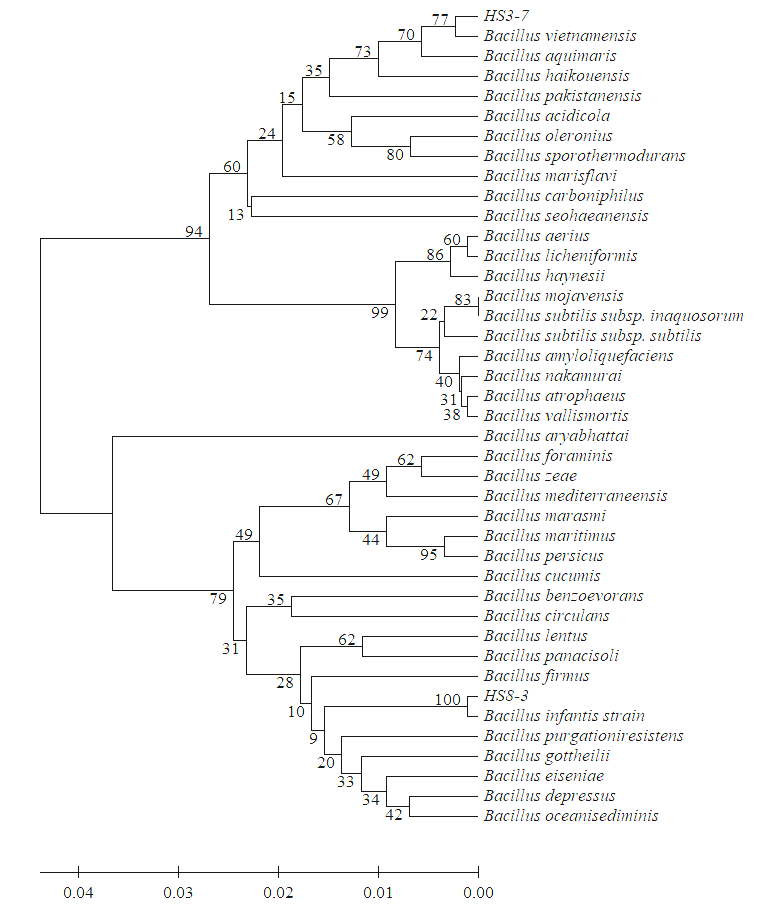 77 HS3-7
70 Bacillus vietnamensis
73 Bacillus aquimaris
35 Bacillus haikouensis
15 Bacillus pakistanensis
Bacillus acidicola
24 58 Bacillus oleronius
80 Bacillus sporothermodurans
60 Bacillus marisflavi
Bacillus carboniphilus
13 Bacillus seohaeanensis
94 60 Bacillus aerius
86 Bacillus licheniformis
Bacillus haynesii
83 Bacillus mojavensis
99 22 Bacillus subtilis subsp. inaquosorum
Bacillus subtilis subsp. subtilis
74 Bacillus amyloliquefaciens
40 Bacillus nakamurai
31 Bacillus atrophaeus
38 Bacillus vallismortis
Bacillus aryabhattai
62 Bacillus foraminis
49 Bacillus zeae
67 Bacillus mediterraneensis
Bacillus marasmi
49 44 Bacillus maritimus
95 Bacillus persicus
Bacillus cucumis
79 35 Bacillus benzoevorans
Bacillus circulans
31 62 Bacillus lentus
Bacillus panacisoli
28 Bacillus firmus
100 HS8-3
10 Bacillus infantis strain
9 Bacillus purgationiresistens
20 Bacillus gottheilii
33 Bacillus eiseniae
34 Bacillus depressus
42 Bacillus oceanisediminis
0.04 0.03 0.02 0.01 0.00